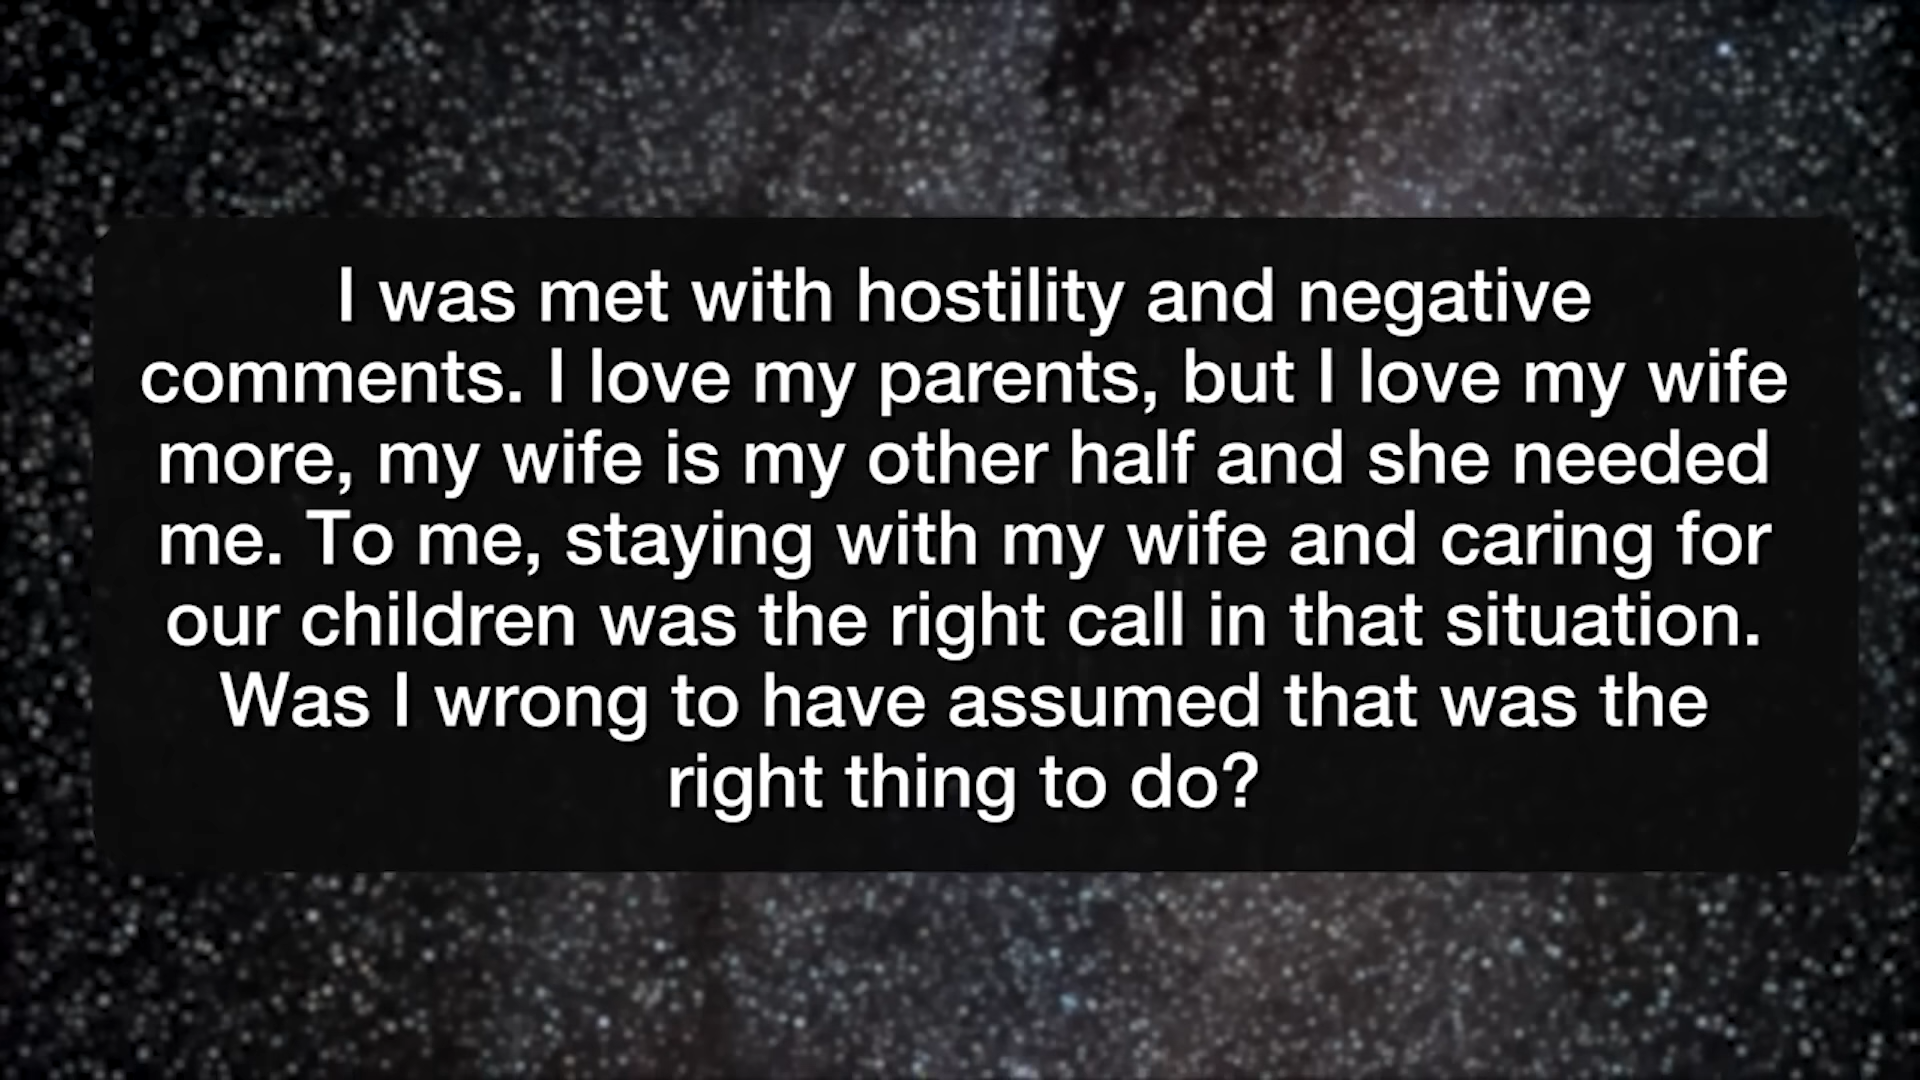 I was met with hostility and negative
comments. I love my parents, but I love my wife
more, my wife is my other half and she needed
me. To me, staying with my wife and caring for
our children was the right call in that situation.
Was I wrong to have assumed that was the
right thing to do?